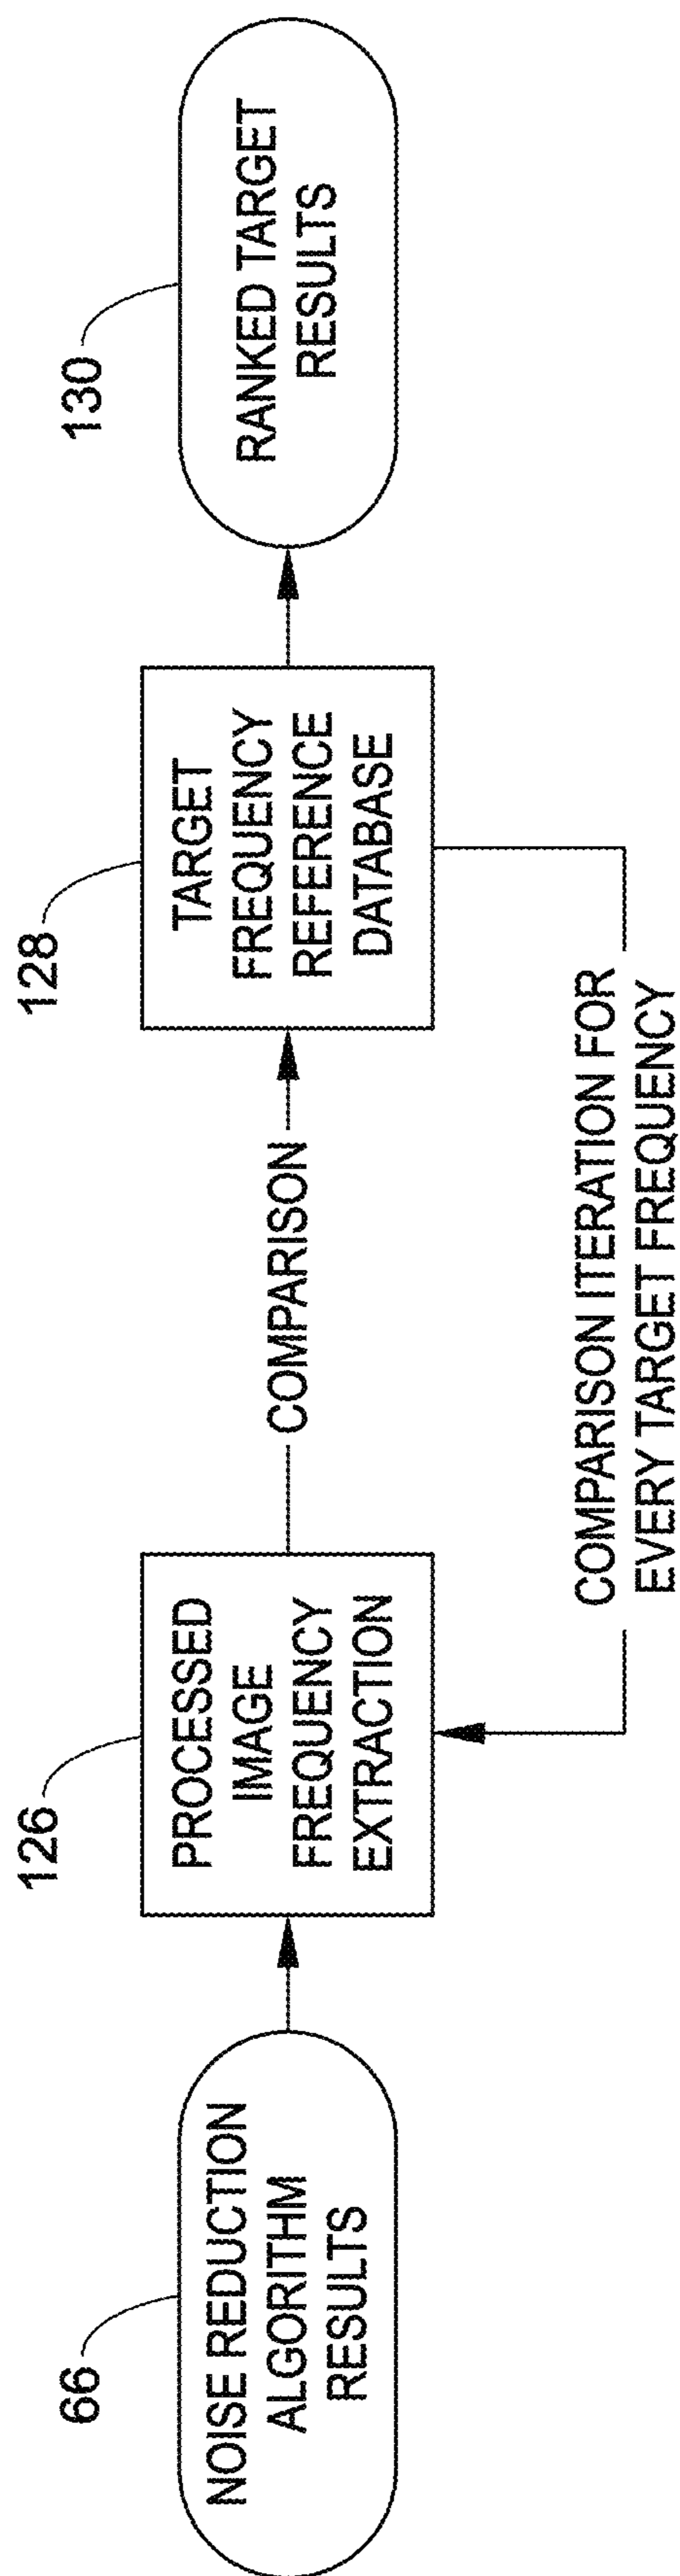 66
NOISE REDUCTION
ALGORITHM
RESULTS
126
PROCESSED
IMAGE
FREQUENCY
EXTRACTION
COMPARISON
128
TARGET
FREQUENCY
REFERENCE
DATABASE
130
RANKED TARGET
RESULTS
COMPARISON ITERATION FOR
EVERY TARGET FREQUENCY